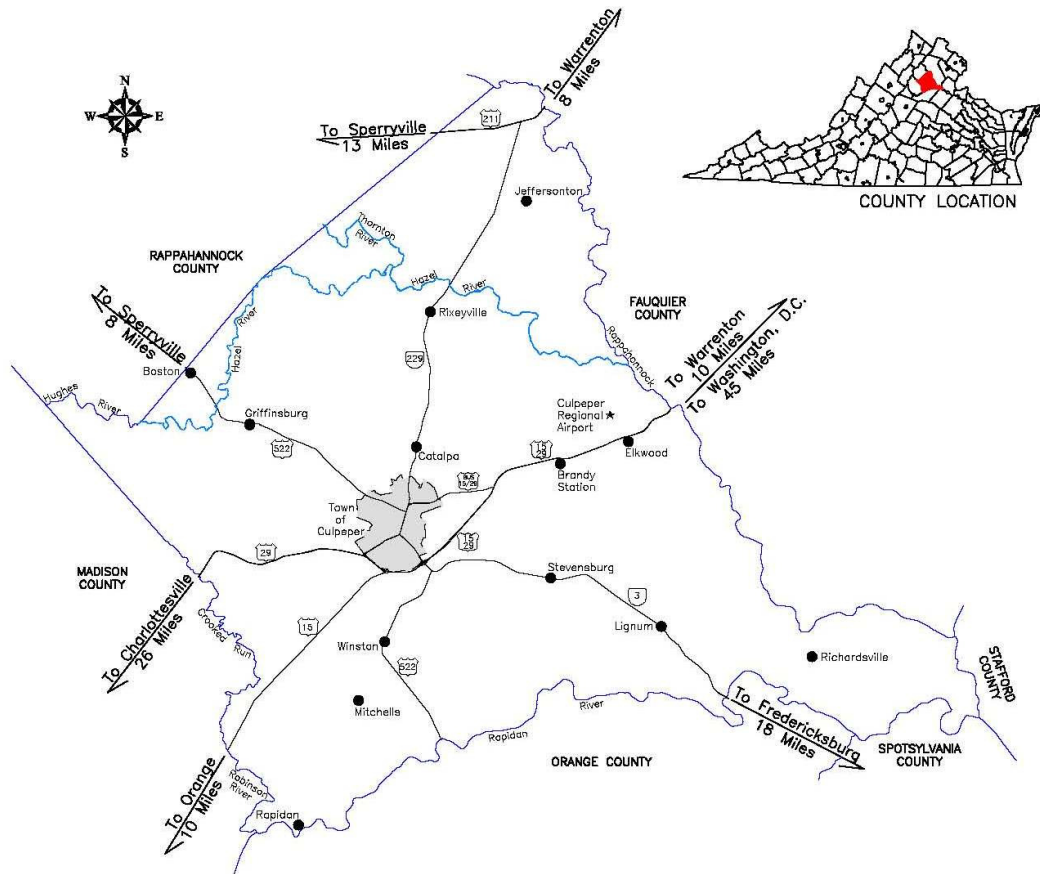 To Warrenton
8 Miles
N
W
E
S
211
To Sperryville
13 Miles
COUNTY LOCATION
Jeffersonton
Thornton
River
RAPPAHANNOCK
COUNTY
Hazel
River
FAUQUIER
COUNTY
To Sperryville
8 Miles
Rixeyville
Rappahannock
To Warrenton
10 Miles
To Washington, D.C.
45 Miles
Hazel
River
Boston
229
Hughes
River
Culpeper
Regional
Airport
Griffinsburg
522
Catalpa
Elkwood
15
29
Brandy
Station
BUS
15/29
Town
of
Culpeper
15
29
29
Stevensburg
MADISON
COUNTY
3
Crooked
Run
15
Lignum
To Charlottesville
26 Miles
Winston
522
Richardsville
STAFFORD
COUNTY
Mitchells
River
Rapidan
To Fredericksburg
18 Miles
SPOTSYLVANIA
COUNTY
ORANGE COUNTY
To Orange
10 Miles
Robinson
River
Rapidan